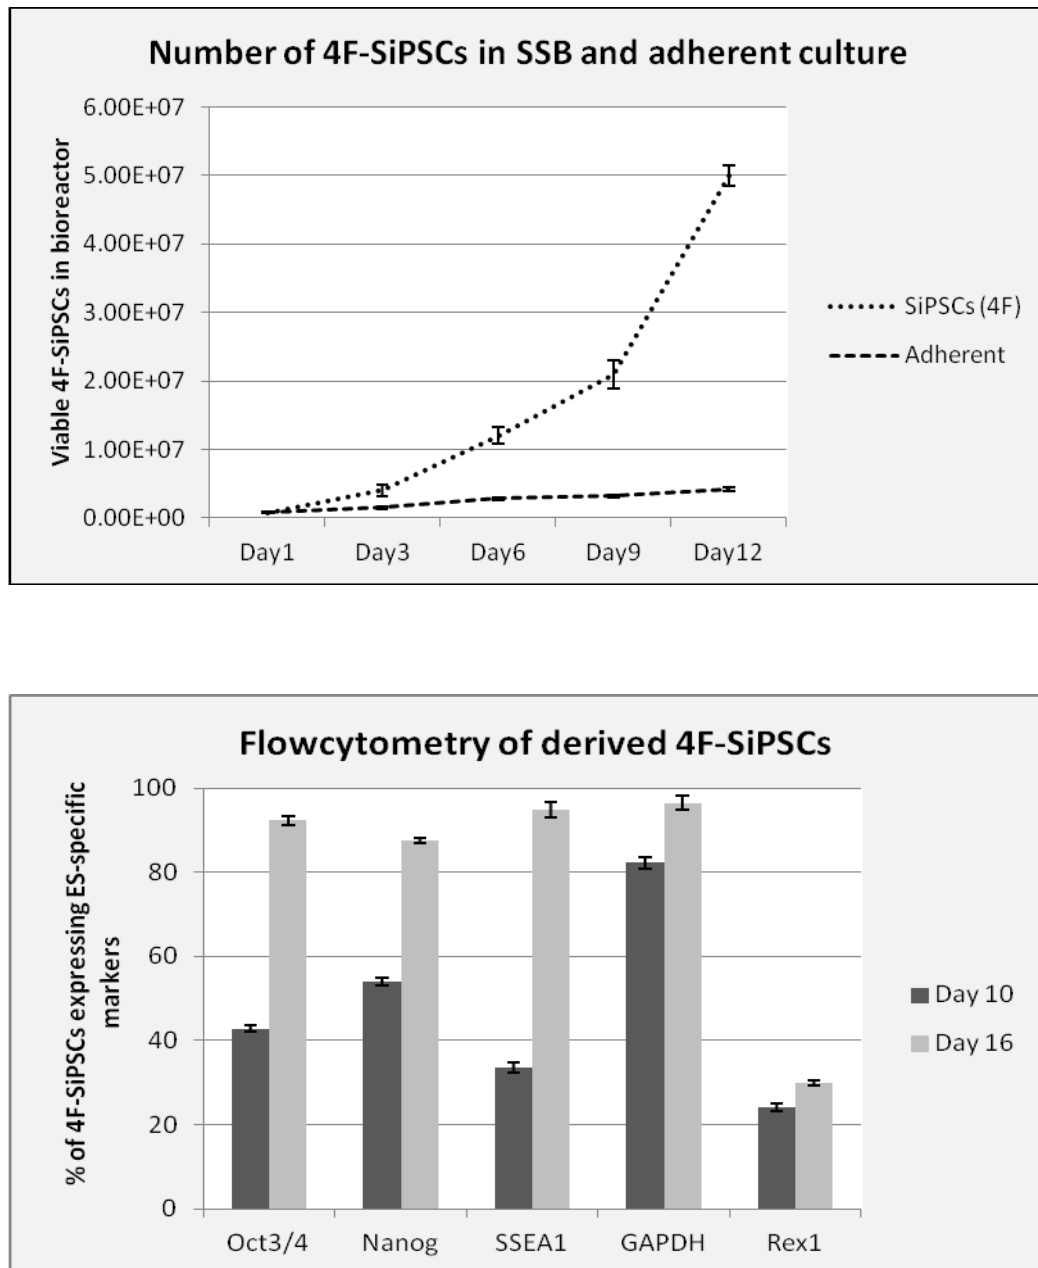 Number of 4F-SiPSCs in SSB and adherent culture
Viable 4F-SiPSCs in bioreactor
6.00E+07
5.00E+07
4.00E+07
3.00E+07
2.00E+07
1.00E+07
0.00E+00
Day1 Day3 Day6 Day9 Day12
SiPSCs (4F)
Adherent
Flowcytometry of derived 4F-SiPSCs
% of 4F-SiPSCs expressing ES-specific
markers
100
80
60
40
20
0
Oct3/4 Nanog SSEA1 GAPDH Rex1
Day 10
Day 16